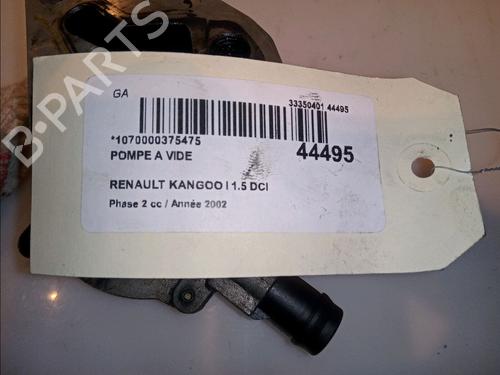 GA
33350401 44495
*1070000375475
POMPE A VIDE
44495
RENAULT KANGOO I 1.5 DCI
Phase 2 cc / Année 2002
B-PARTS